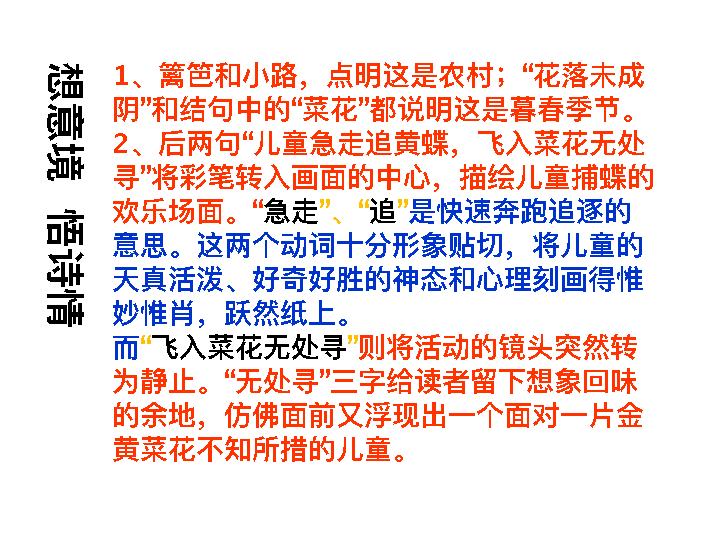 想意境 悟诗情
1、篱笆和小路，点明这是农村；“花落未成
阴”和结句中的“菜花”都说明这是暮春季节。
2、后两句“儿童急走追黄蝶，飞入菜花无处
寻”将彩笔转入画面的中心，描绘儿童捕蝶的
欢乐场面。“急走”、“追”是快速奔跑追逐的
意思。这两个动词十分形象贴切，将儿童的
天真活泼、好奇好胜的神态和心理刻画得惟
妙惟肖，跃然纸上。
而“飞入菜花无处寻”则将活动的镜头突然转
为静止。“无处寻”三字给读者留下想象回味
的余地，仿佛面前又浮现出一个面对一片金
黄菜花不知所措的儿童。